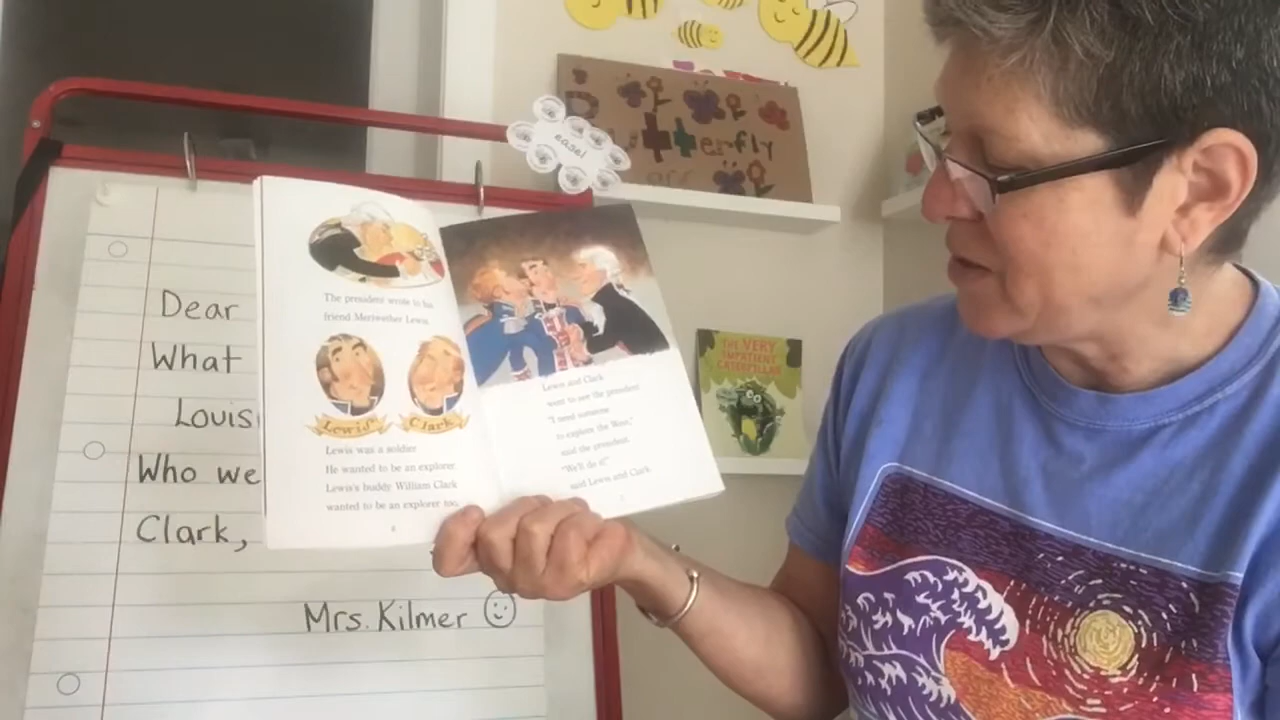 easel
Butterfly
THE VERY
IMPATIENT
CATERPILLAR
Dear
What
Louis
Who we
Clark,
Mrs. Kilmer
The president wrote to his
friend Meriwether Lewis.
Lewis
Clark
Lewis was a soldier.
He wanted to be an explorer.
Lewis's buddy William Clark
wanted to be an explorer too.
8
Lewis and Clark
went to see the president.
"I need someone
to explore the West,"
said the president.
"We'll do it!"
said Lewis and Clark.